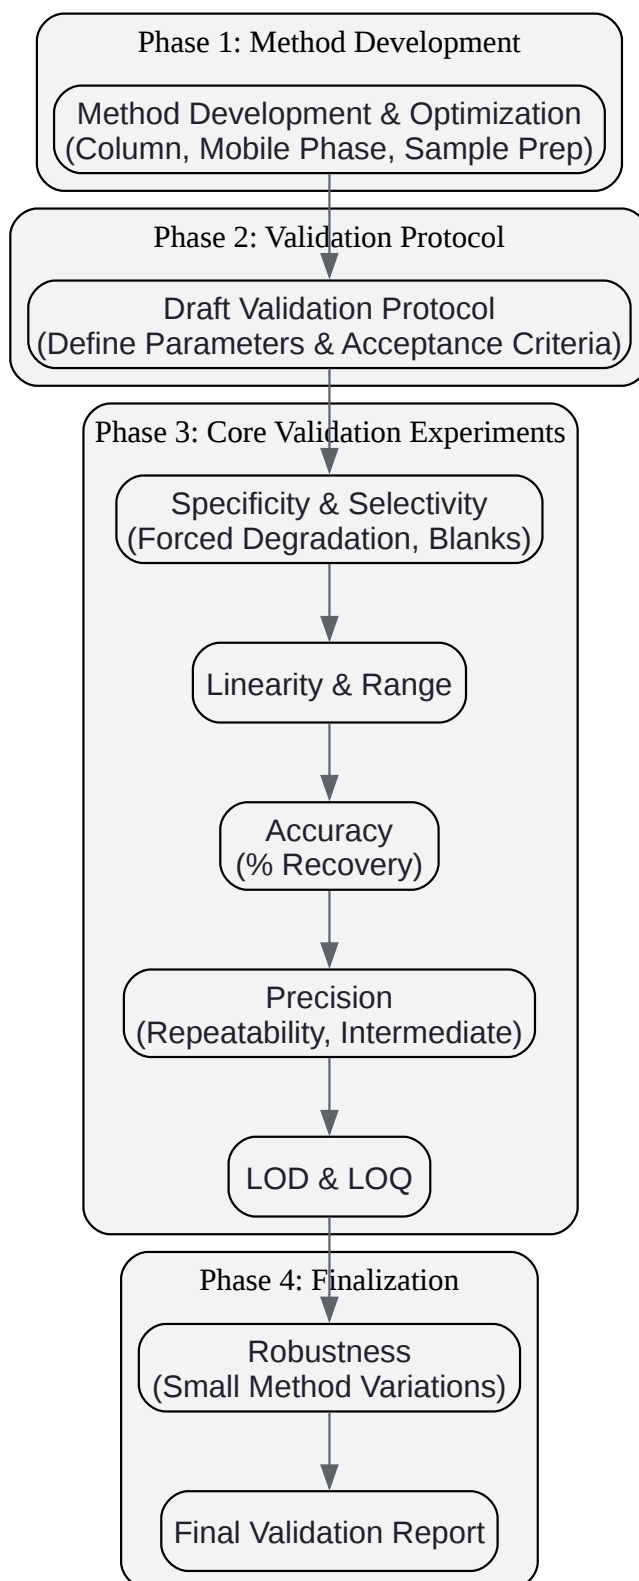 Phase 1: Method Development
Method Development & Optimization
(Column, Mobile Phase, Sample Prep)
Phase 2: Validation Protocol
Draft Validation Protocol
(Define Parameters & Acceptance Criteria)
Phase 3: Core Validation Experiments
Specificity & Selectivity
(Forced Degradation, Blanks)
Linearity & Range
Accuracy
(% Recovery)
Precision
(Repeatability, Intermediate)
LOD & LOQ
Phase 4: Finalization
Robustness
(Small Method Variations)
Final Validation Report